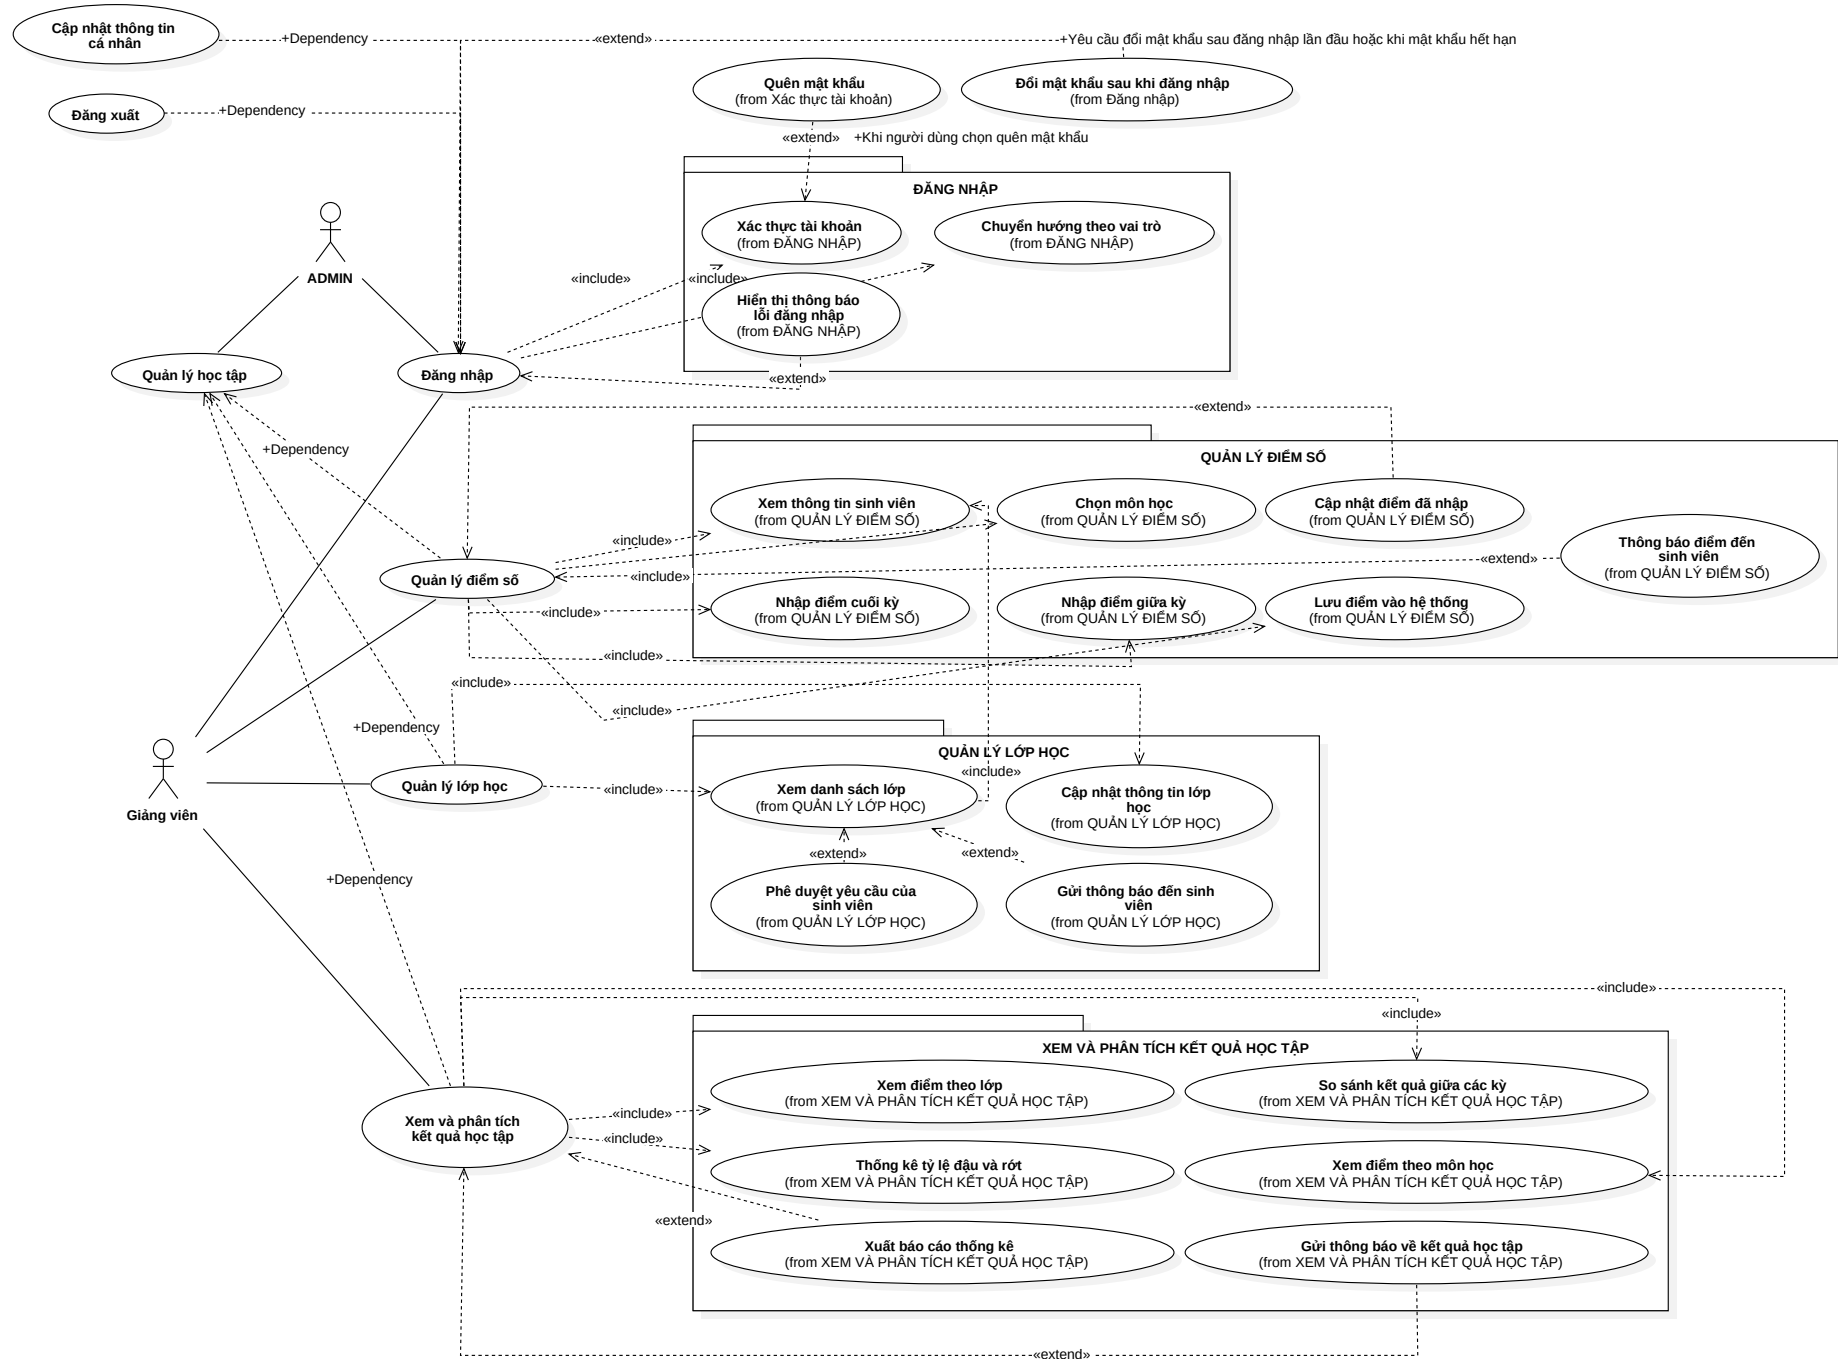 Cập nhật thông tin
cá nhân
+Dependency
«extend»
+Yêu cầu đổi mật khẩu sau đăng nhập lần đầu hoặc khi mật khẩu hết hạn
Quên mật khẩu
(from Xác thực tài khoản)
Đổi mật khẩu sau khi đăng nhập
(from Đăng nhập)
Đăng xuất
+Dependency
«extend»
+Khi người dùng chọn quên mật khẩu
ĐĂNG NHẬP
Xác thực tài khoản
(from ĐĂNG NHẬP)
Chuyển hướng theo vai trò
(from ĐĂNG NHẬP)
ADMIN
«include»
«include»
Hiển thị thông báo
lỗi đăng nhập
(from ĐĂNG NHẬP)
Quản lý học tập
Đăng nhập
«extend»
«extend»
+Dependency
QUẢN LÝ ĐIỂM SỐ
Xem thông tin sinh viên
(from QUẢN LÝ ĐIỂM SỐ)
Chọn môn học
(from QUẢN LÝ ĐIỂM SỐ)
Cập nhật điểm đã nhập
(from QUẢN LÝ ĐIỂM SỐ)
«include»
Thông báo điểm đến
sinh viên
(from QUẢN LÝ ĐIỂM SỐ)
«extend»
Quản lý điểm số
«include»
Nhập điểm cuối kỳ
(from QUẢN LÝ ĐIỂM SỐ)
Nhập điểm giữa kỳ
(from QUẢN LÝ ĐIỂM SỐ)
Lưu điểm vào hệ thống
(from QUẢN LÝ ĐIỂM SỐ)
«include»
«include»
«include»
«include»
+Dependency
QUẢN LÝ LỚP HỌC
«include»
Giảng viên
Quản lý lớp học
«include»
Xem danh sách lớp
(from QUẢN LÝ LỚP HỌC)
Cập nhật thông tin lớp
học
(from QUẢN LÝ LỚP HỌC)
«extend»
«extend»
+Dependency
Phê duyệt yêu cầu của
sinh viên
(from QUẢN LÝ LỚP HỌC)
Gửi thông báo đến sinh
viên
(from QUẢN LÝ LỚP HỌC)
«include»
«include»
XEM VÀ PHÂN TÍCH KẾT QUẢ HỌC TẬP
Xem điểm theo lớp
(from XEM VÀ PHÂN TÍCH KẾT QUẢ HỌC TẬP)
So sánh kết quả giữa các kỳ
(from XEM VÀ PHÂN TÍCH KẾT QUẢ HỌC TẬP)
Xem và phân tích
kết quả học tập
«include»
«include»
Thống kê tỷ lệ đậu và rớt
(from XEM VÀ PHÂN TÍCH KẾT QUẢ HỌC TẬP)
Xem điểm theo môn học
(from XEM VÀ PHÂN TÍCH KẾT QUẢ HỌC TẬP)
«extend»
Xuất báo cáo thống kê
(from XEM VÀ PHÂN TÍCH KẾT QUẢ HỌC TẬP)
Gửi thông báo về kết quả học tập
(from XEM VÀ PHÂN TÍCH KẾT QUẢ HỌC TẬP)
«extend»